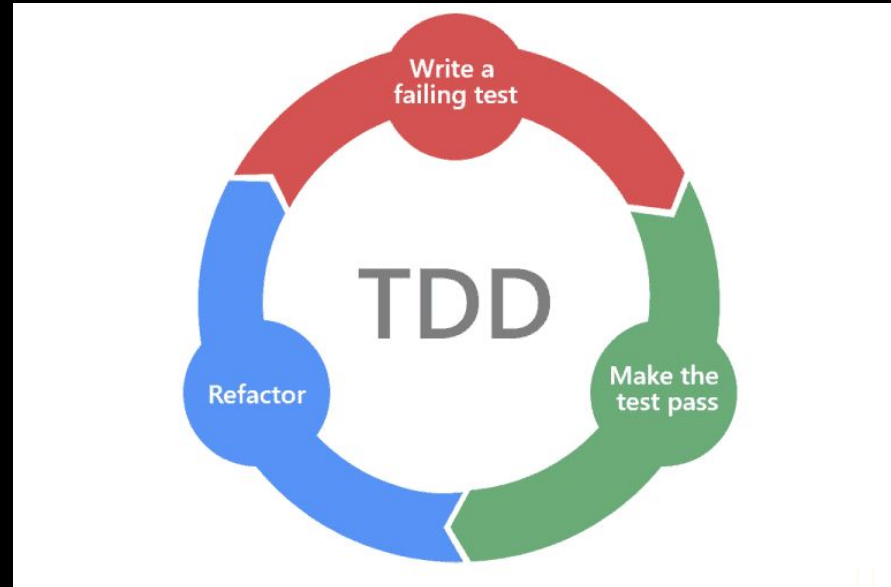 Write a
failing test
TDD
Make the
test pass
Refactor